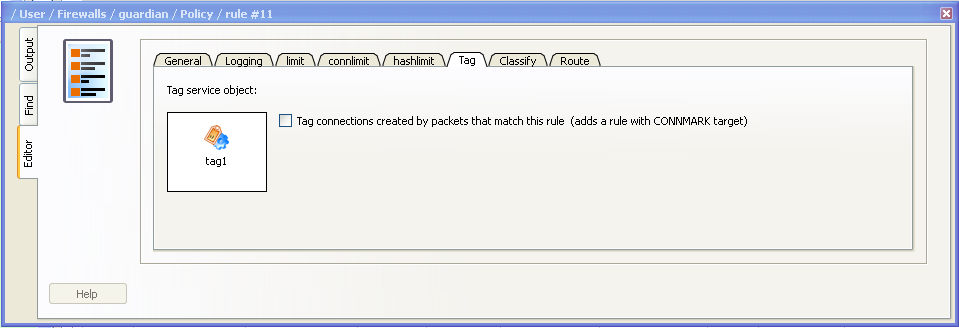 / User / Firewalls / guardian / Policy / rule #11
Output
Find
Editor
General Logging limit connlimit hashlimit Tag Classify Route
Tag service object:
Tag connections created by packets that match this rule (adds a rule with CONNMARK target)
tag1
Help